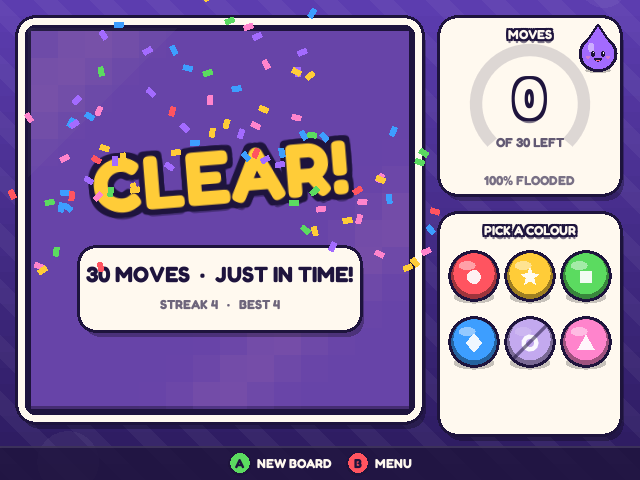 CLEAR!
30 MOVES · JUST IN TIME!
STREAK 4 · BEST 4
MOVES
0
OF 30 LEFT
100% FLOODED
PICK A COLOUR
A NEW BOARD B MENU